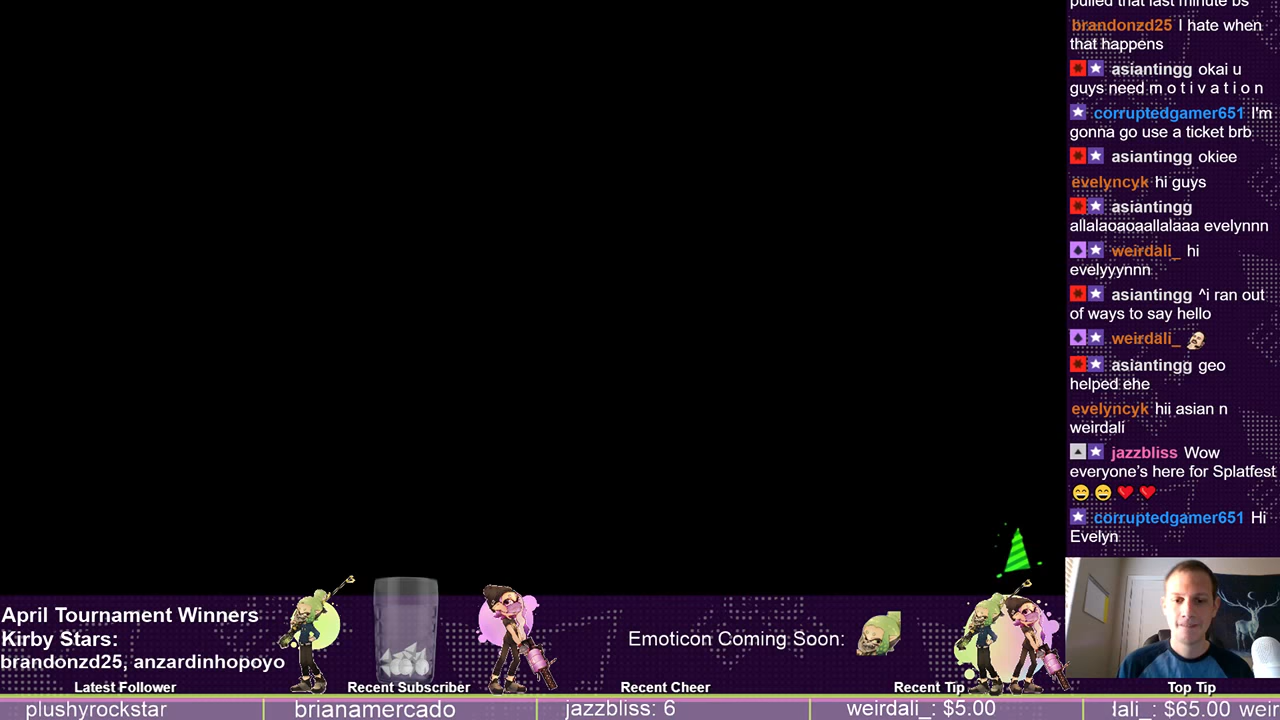 pulled that last minute bs
brandonzd25 I hate when
that happens
asiantingg okai u
guys need m o t i v a t i o n
corruptedgamer651 I'm
gonna go use a ticket brb
asiantingg okiee
evelyncyk hi guys
asiantingg
allalaoaoaallalaaa evelynnn
weirdali_ hi
evelyyynnn
asiantingg ^i ran out
of ways to say hello
weirdali_
asiantingg geo
helped ehe
evelyncyk hii asian n
weirdali
jazzbliss Wow
everyone's here for Splatfest
corruptedgamer651 Hi
Evelyn
April Tournament Winners
Kirby Stars:
brandonzd25, anzardinhopoyo
Emoticon Coming Soon:
Latest Follower
Recent Subscriber
Recent Cheer
Recent Tip
Top Tip
plushyrockstar
brianamercado
jazzbliss: 6
weirdali_: $5.00
lali_: $65.00 weir